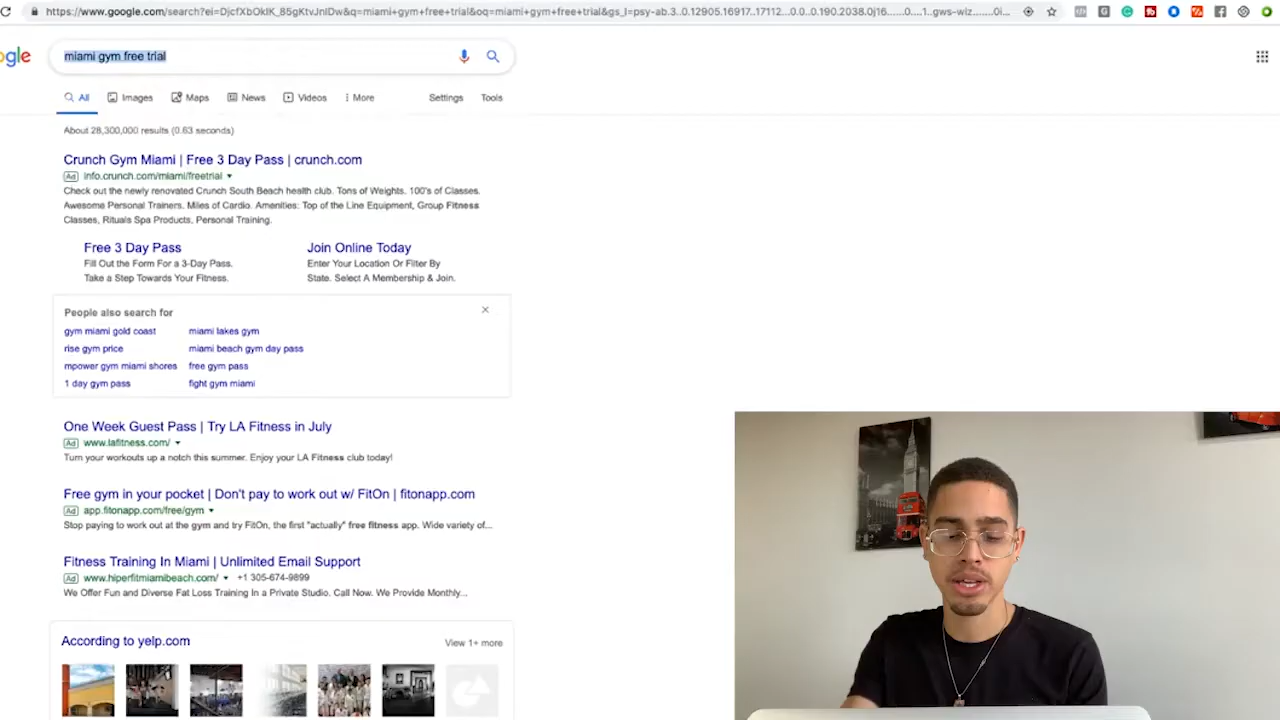 https://www.google.com/search?ei=DjcfXbOkIK_85gKtvJnIDw&q=miami+gym+free+trial&oq=miami+gym+free+trial&gs_l=psy-ab.3..0.12905.16917..17112...0.0..0.190.2038.0j16......0....1..gws-wiz.......0i...
ogle
miami gym free trial
All
Images
Maps
News
Videos
More
Settings
Tools
About 28,300,000 results (0.63 seconds)
Crunch Gym Miami | Free 3 Day Pass | crunch.com
Ad info.crunch.com/miami/freetrial
Check out the newly renovated Crunch South Beach health club. Tons of Weights. 100's of Classes.
Awesome Personal Trainers. Miles of Cardio. Amenities: Top of the Line Equipment, Group Fitness
Classes, Rituals Spa Products, Personal Training.
Free 3 Day Pass
Fill Out the Form For a 3-Day Pass.
Take a Step Towards Your Fitness.
Join Online Today
Enter Your Location Or Filter By
State. Select A Membership & Join.
People also search for
gym miami gold coast
miami lakes gym
rise gym price
miami beach gym day pass
mpower gym miami shores
free gym pass
1 day gym pass
fight gym miami
One Week Guest Pass | Try LA Fitness in July
Ad www.lafitness.com/
Turn your workouts up a notch this summer. Enjoy your LA Fitness club today!
Free gym in your pocket | Don't pay to work out w/ FitOn | fitonapp.com
Ad app.fitonapp.com/free/gym
Stop paying to work out at the gym and try FitOn, the first "actually" free fitness app. Wide variety of...
Fitness Training In Miami | Unlimited Email Support
Ad www.hiperfitmiamibeach.com/ +1 305-674-9899
We Offer Fun and Diverse Fat Loss Training In a Private Studio. Call Now. We Provide Monthly...
According to yelp.com
View 1+ more